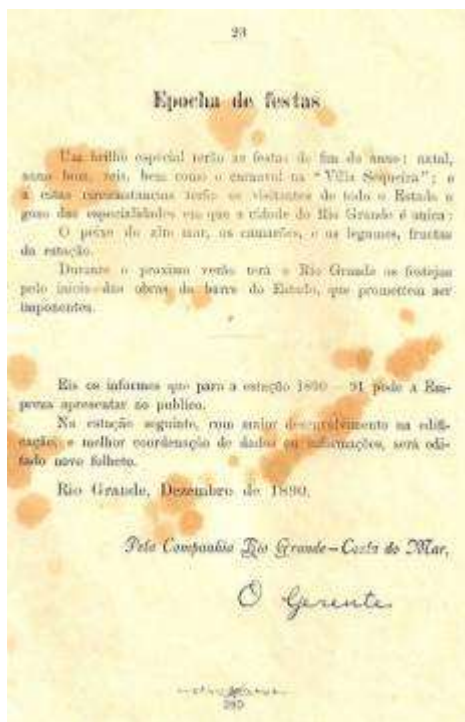 23
Epocha de festas
Um brilho especial terão as festas de fim do anno: natal,
anno bom, reis, bem como o carnaval na "Villa Sequeira"; e
a estas circumstancias terão os visitantes de todo o Estado o
goso das especialidades em que a cidade do Rio Grande é unica:
O peixe do alto mar, os camarões, e os legumes, fructas
da estação.
Durante o proximo verão terá o Rio Grande os festejos
pelo inicio das obras da barra do Estado, que promettem ser
imponentes.
Eis os informes que para a estação 1890—91 póde a Em-
preza apresentar ao publico.
Na estação seguinte, com maior desenvolvimento na edifi-
cação, e melhor coordenação de dados ou informações, será edi-
tado novo folheto.
Rio Grande, Dezembro de 1890.
Pela Companhia Rio Grande—Costa do Mar,
O Gerente